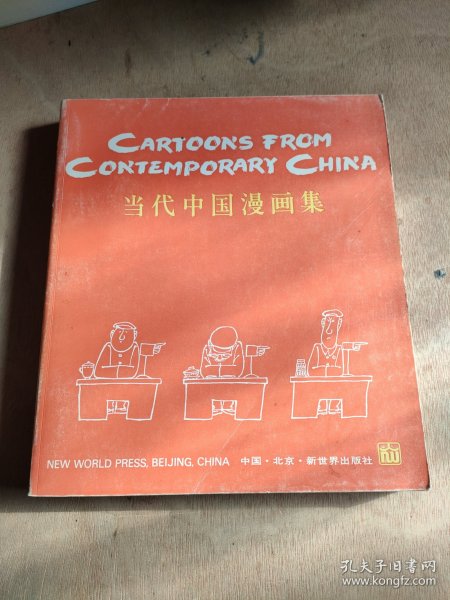 CARTOONS FROM
CONTEMPORARY CHINA
当代中国漫画集
NEW WORLD PRESS, BEIJING, CHINA 中国·北京·新世界出版社
孔夫子旧书网
www.kongfz.com